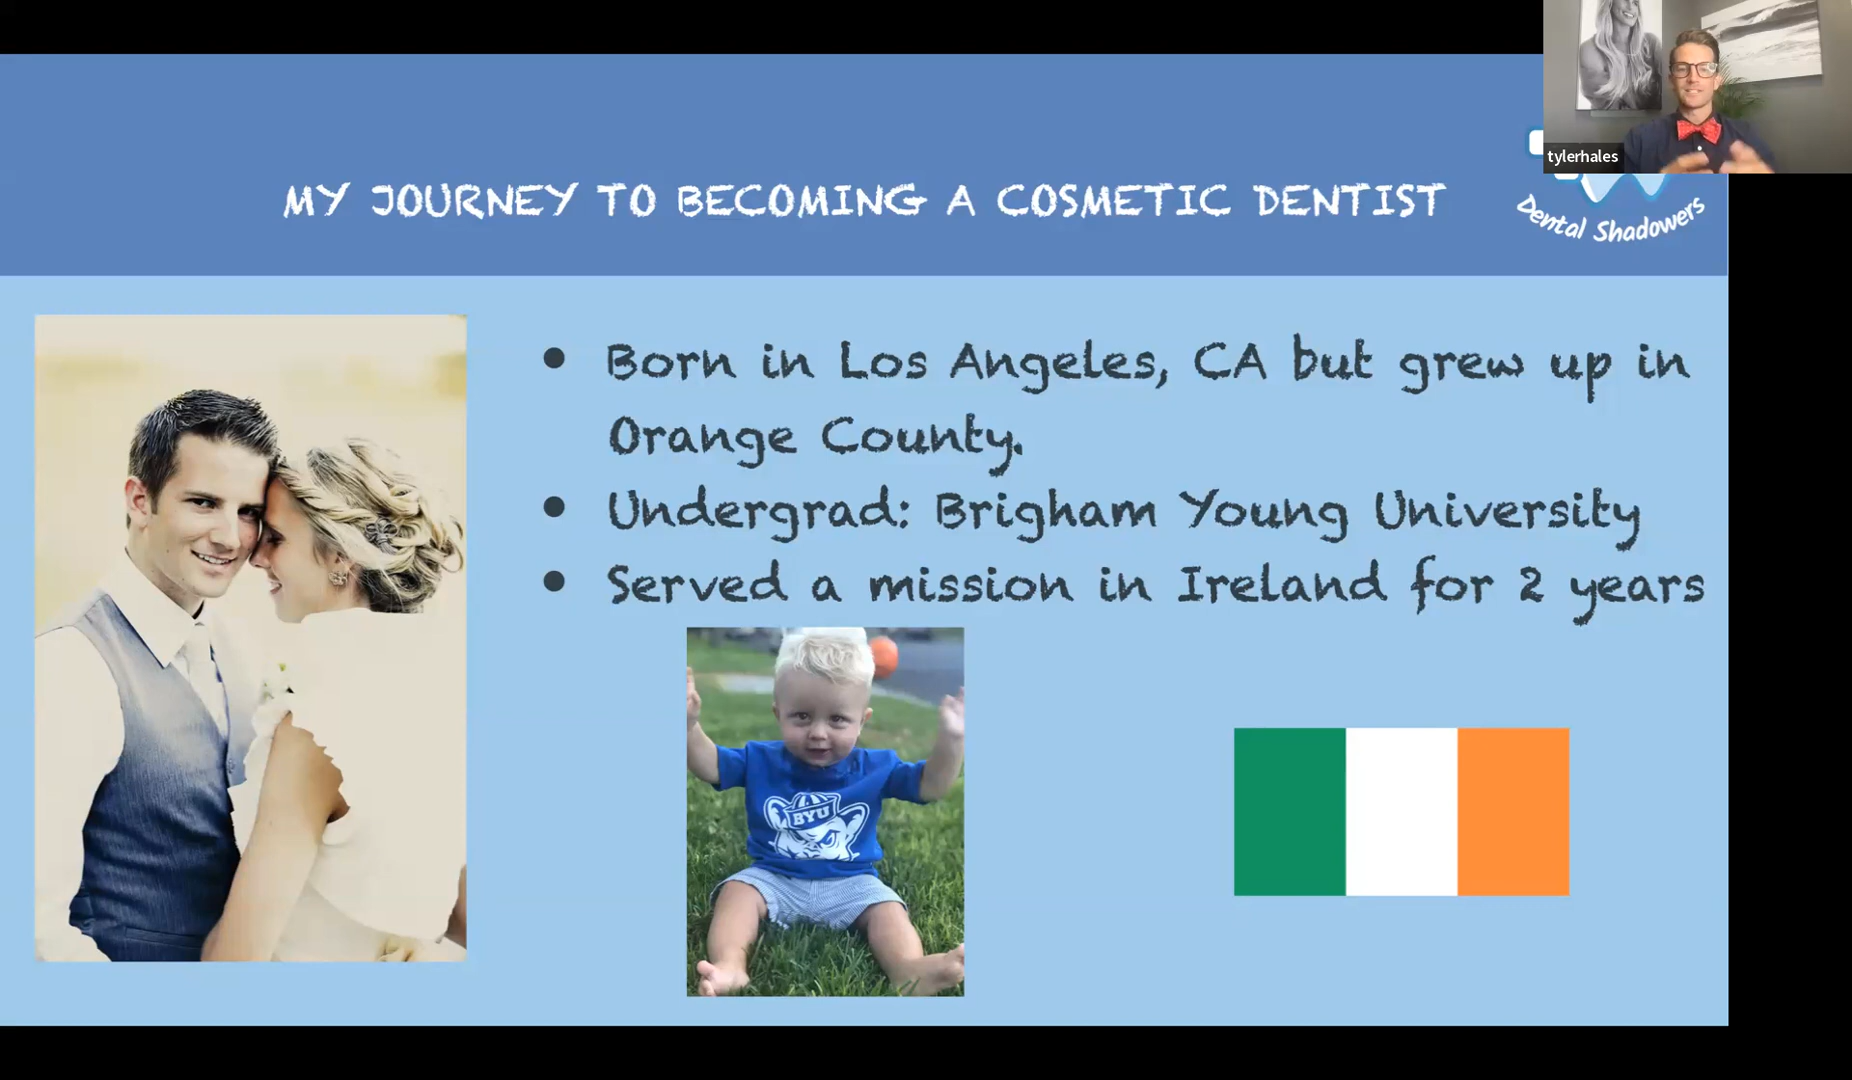 tylerhales
MY JOURNEY TO BECOMING A COSMETIC DENTIST
Dental Shadowers
• Born in Los Angeles, CA but grew up in
Orange County.
• Undergrad: Brigham Young University
• Served a mission in Ireland for 2 years
BYU